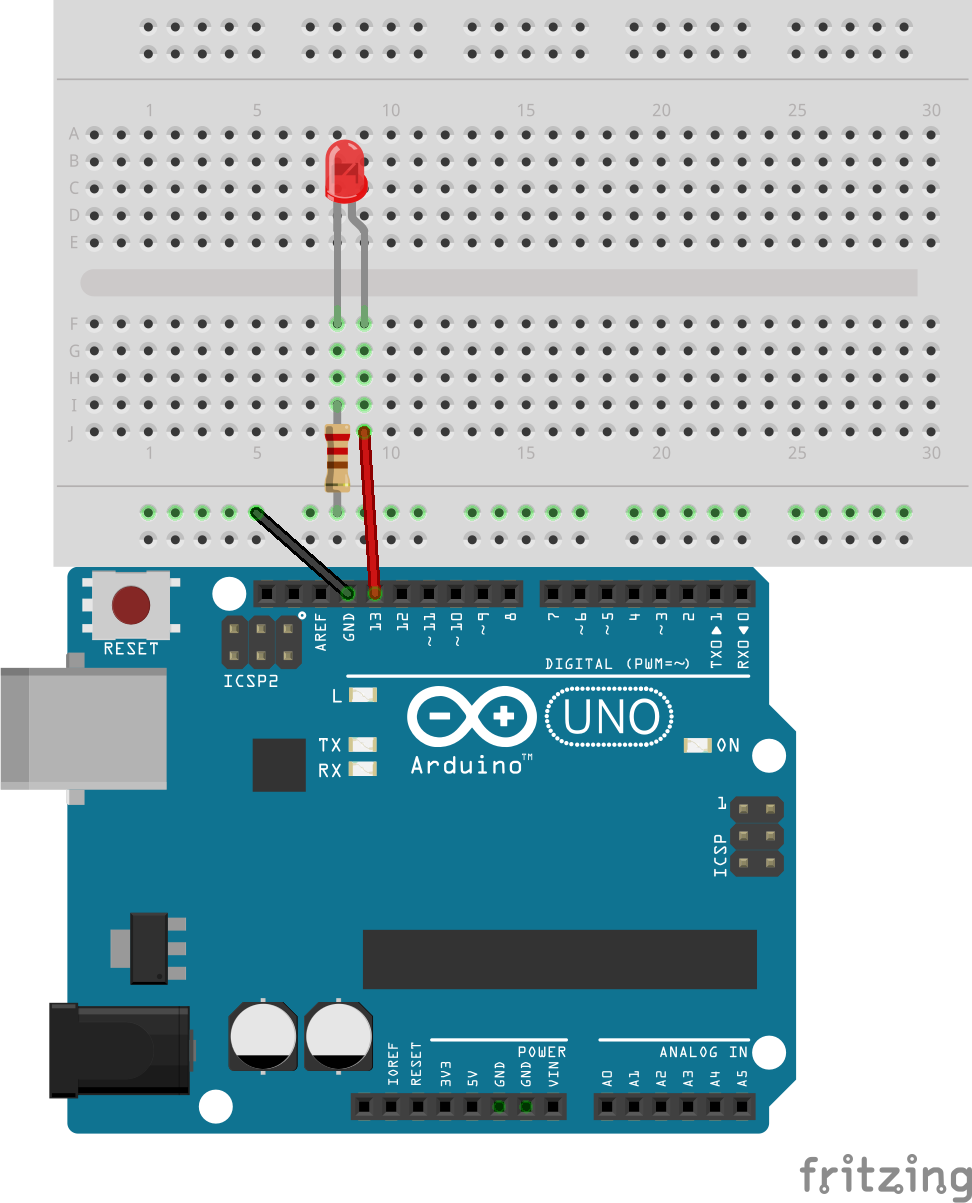 1 5 10 15 20 25 30
A
B
C
D
E
F
G
H
I
J
1 5 10 15 20 25 30
RESET
ICSP2
AREF GND 13 12 ~11 ~10 ~9 8 7 ~6 ~5 4 ~3 2 TX0▶1 RX0◀0
DIGITAL (PWM=~)
L
TX
RX
Arduino™
UNO
ON
1
ICSP
POWER
ANALOG IN
IOREF RESET 3V3 5V GND GND VIN A0 A1 A2 A3 A4 A5
fritzing